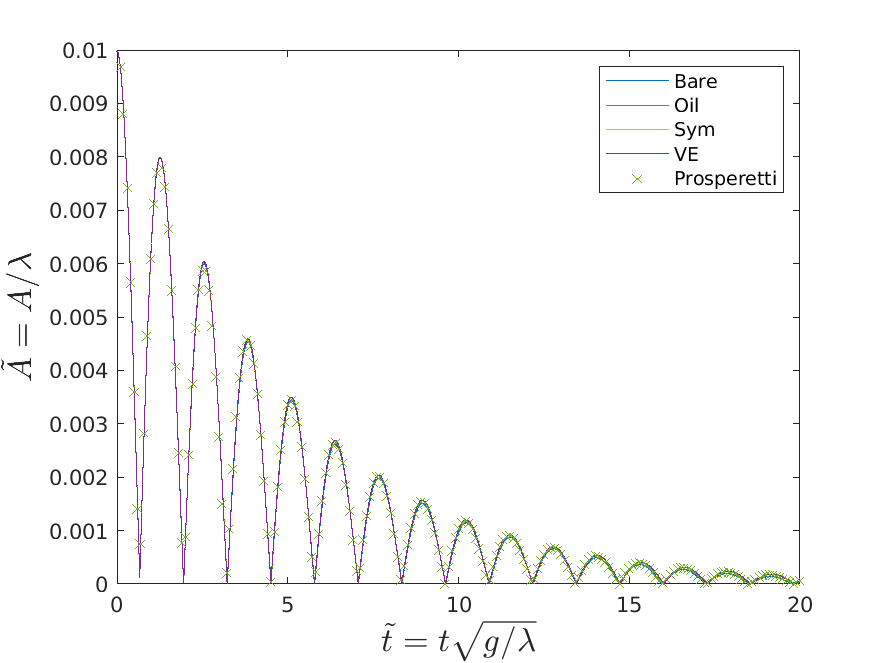 0.01
0.009
0.008
0.007
0.006
0.005
0.004
0.003
0.002
0.001
0
0 5 10 15 20
Ã = A/λ
t̃ = t√g/λ
Bare
Oil
Sym
VE
Prosperetti